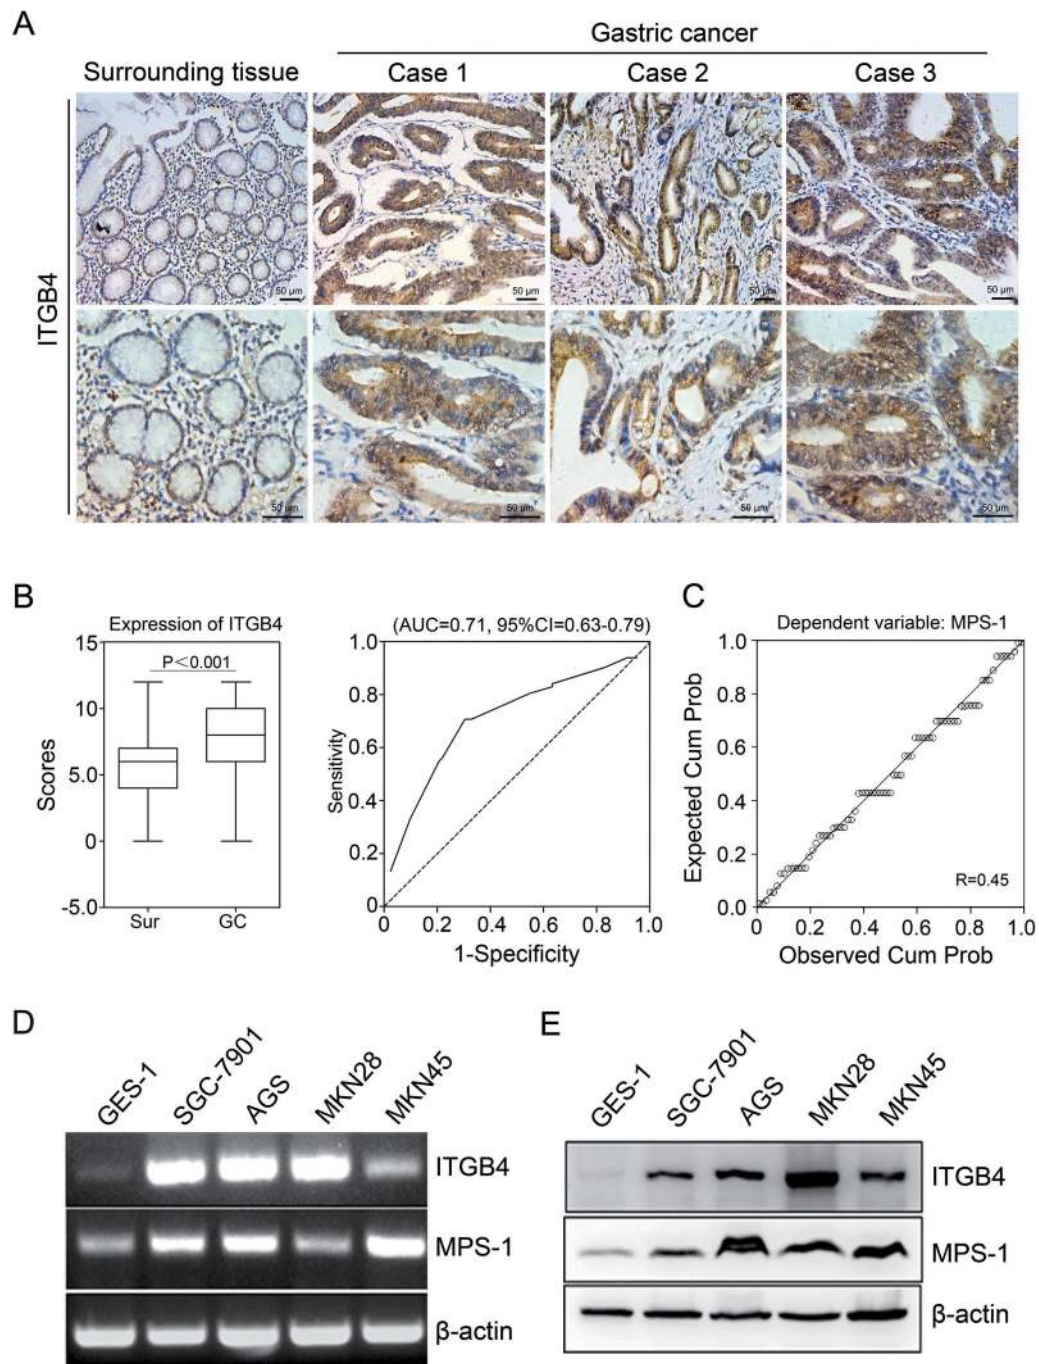 A
Gastric cancer
Surrounding tissue
Case 1
Case 2
Case 3
ITGB4
50 µm
50 µm
50 µm
50 µm
50 µm
50 µm
50 µm
50 µm
B
Expression of ITGB4
P<0.001
15
10
5.0
0
-5.0
Scores
Sur
GC
(AUC=0.71, 95%CI=0.63-0.79)
1.0
0.8
0.6
0.4
0.2
0
Sensitivity
0
0.2
0.4
0.6
0.8
1.0
1-Specificity
C
Dependent variable: MPS-1
1.0
0.8
0.6
0.4
0.2
0.0
Expected Cum Prob
R=0.45
0
0.2
0.4
0.6
0.8
1.0
Observed Cum Prob
D
GES-1
SGC-7901
AGS
MKN28
MKN45
ITGB4
MPS-1
β-actin
E
GES-1
SGC-7901
AGS
MKN28
MKN45
ITGB4
MPS-1
β-actin